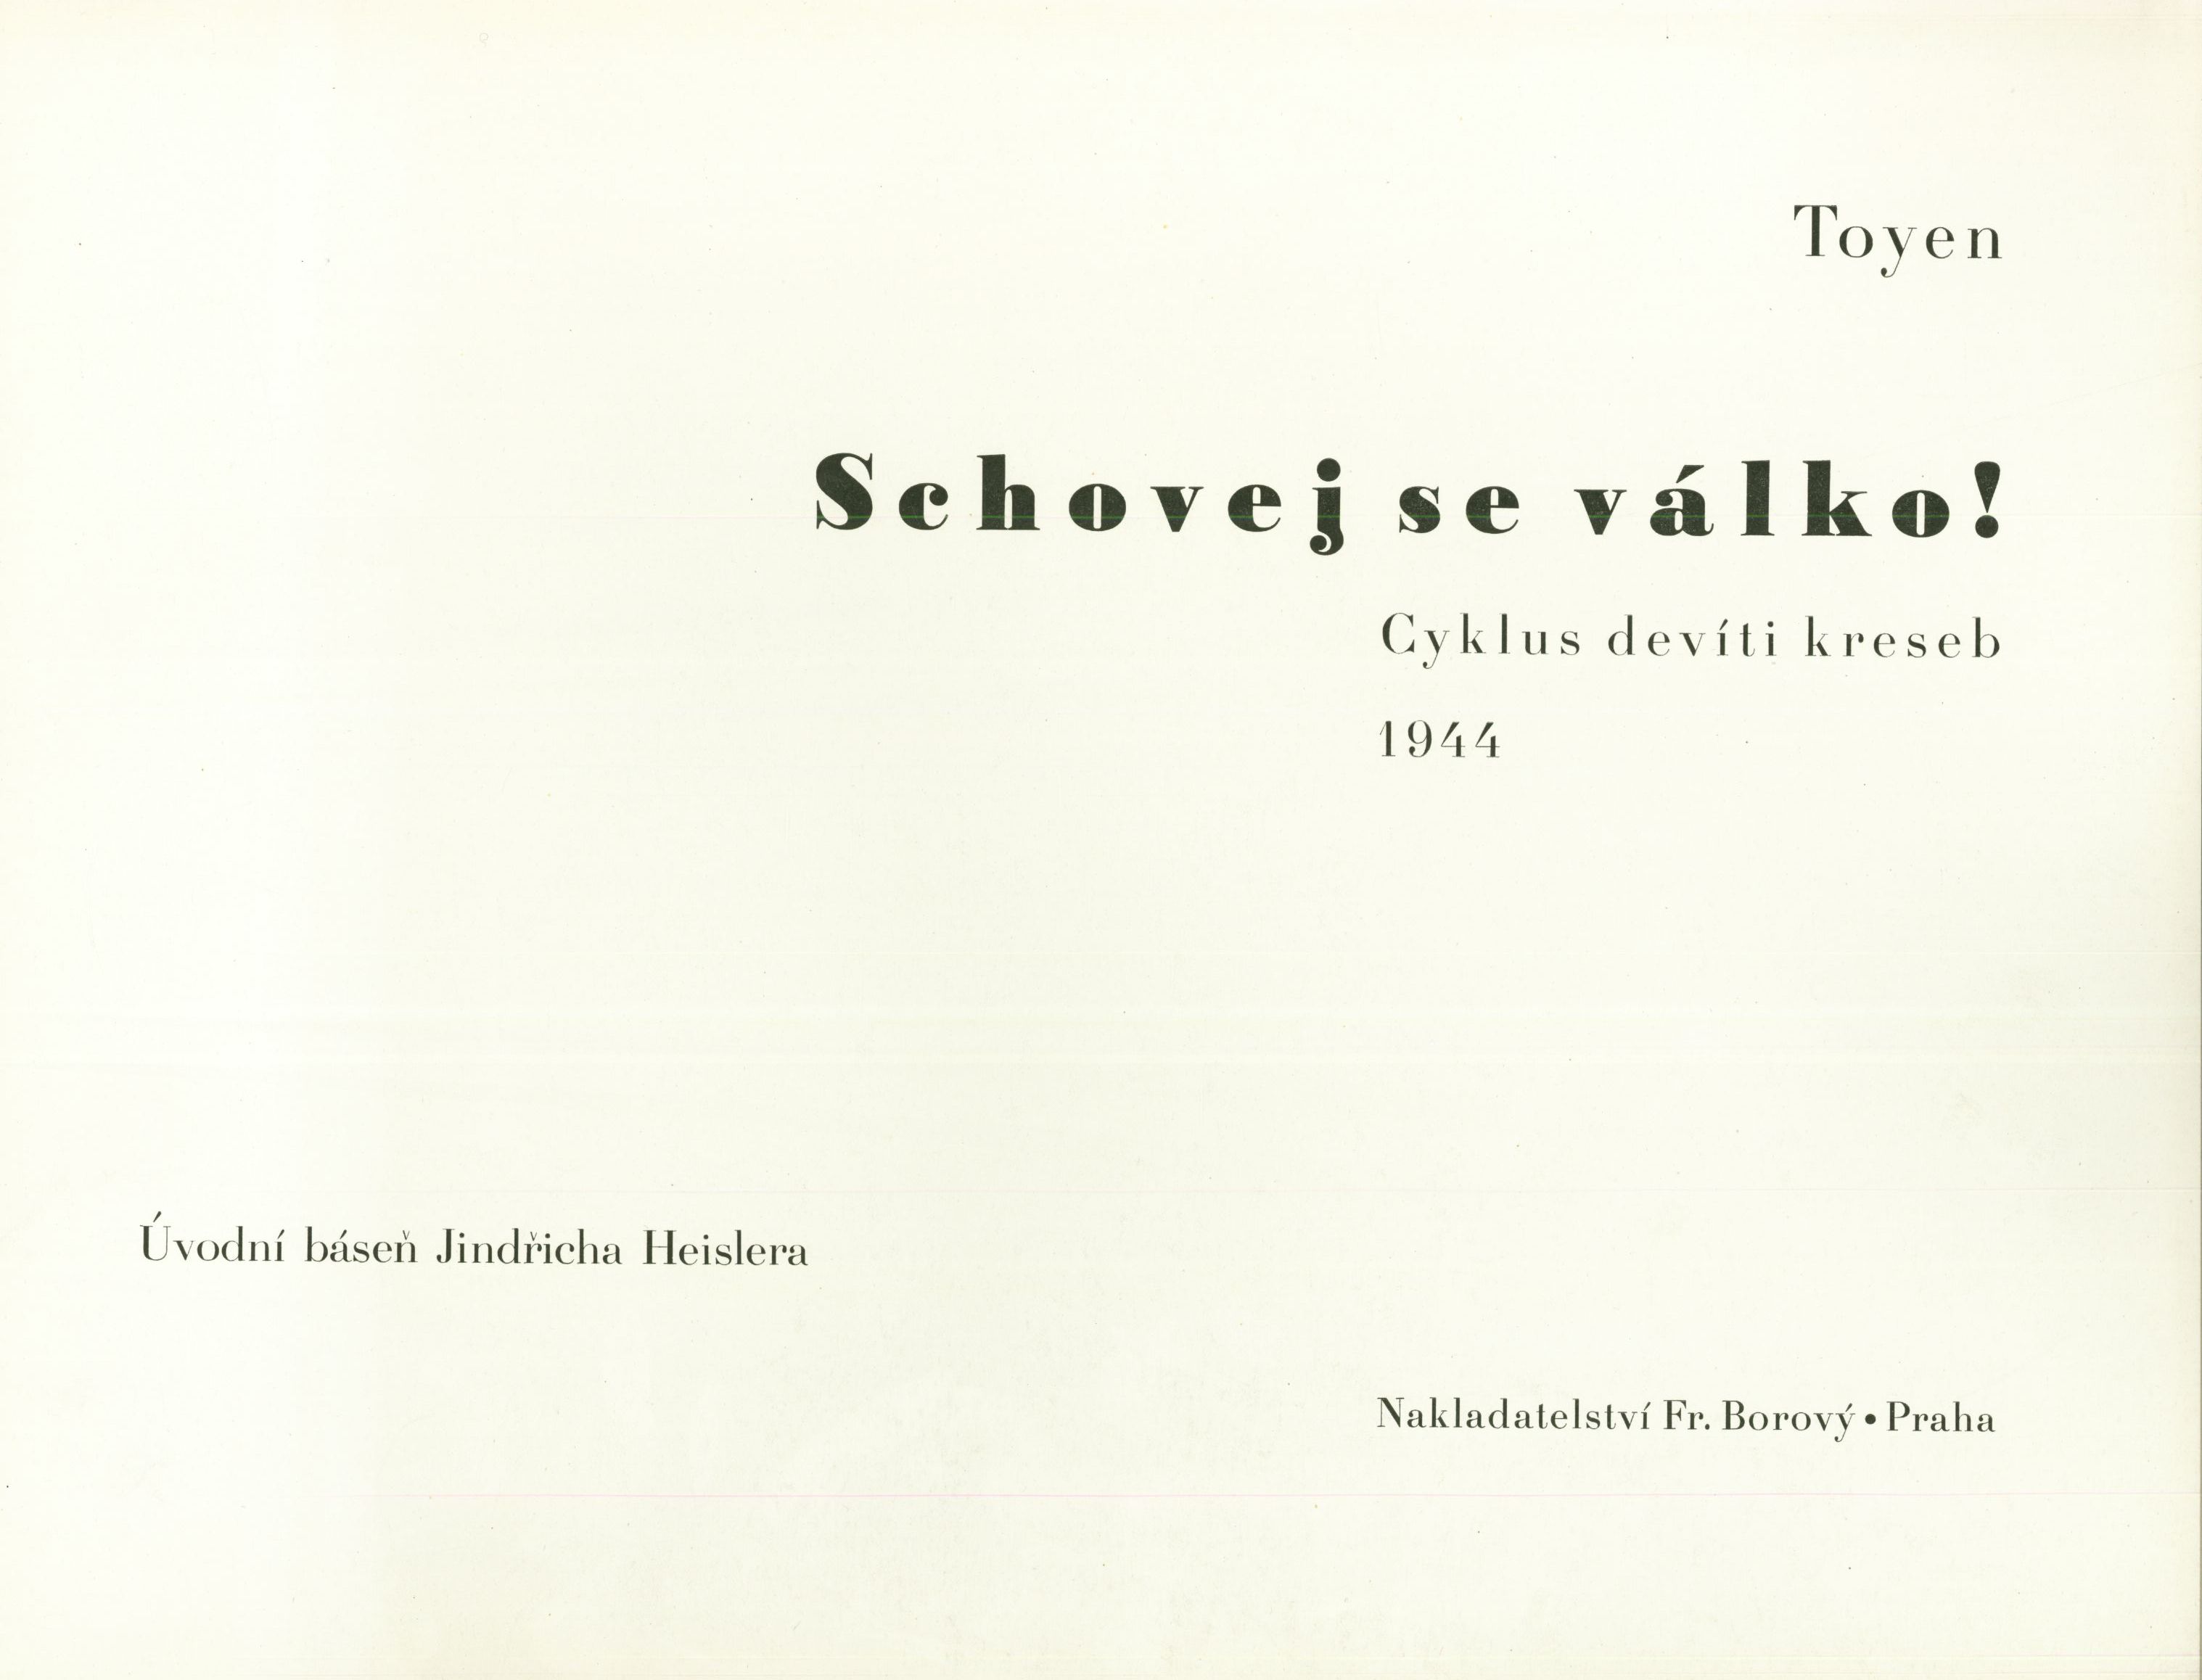 Toyen
Schovej se válko!
Cyklus devíti kreseb
1944
Úvodní báseň Jindřicha Heislera
Nakladatelství Fr. Borový • Praha